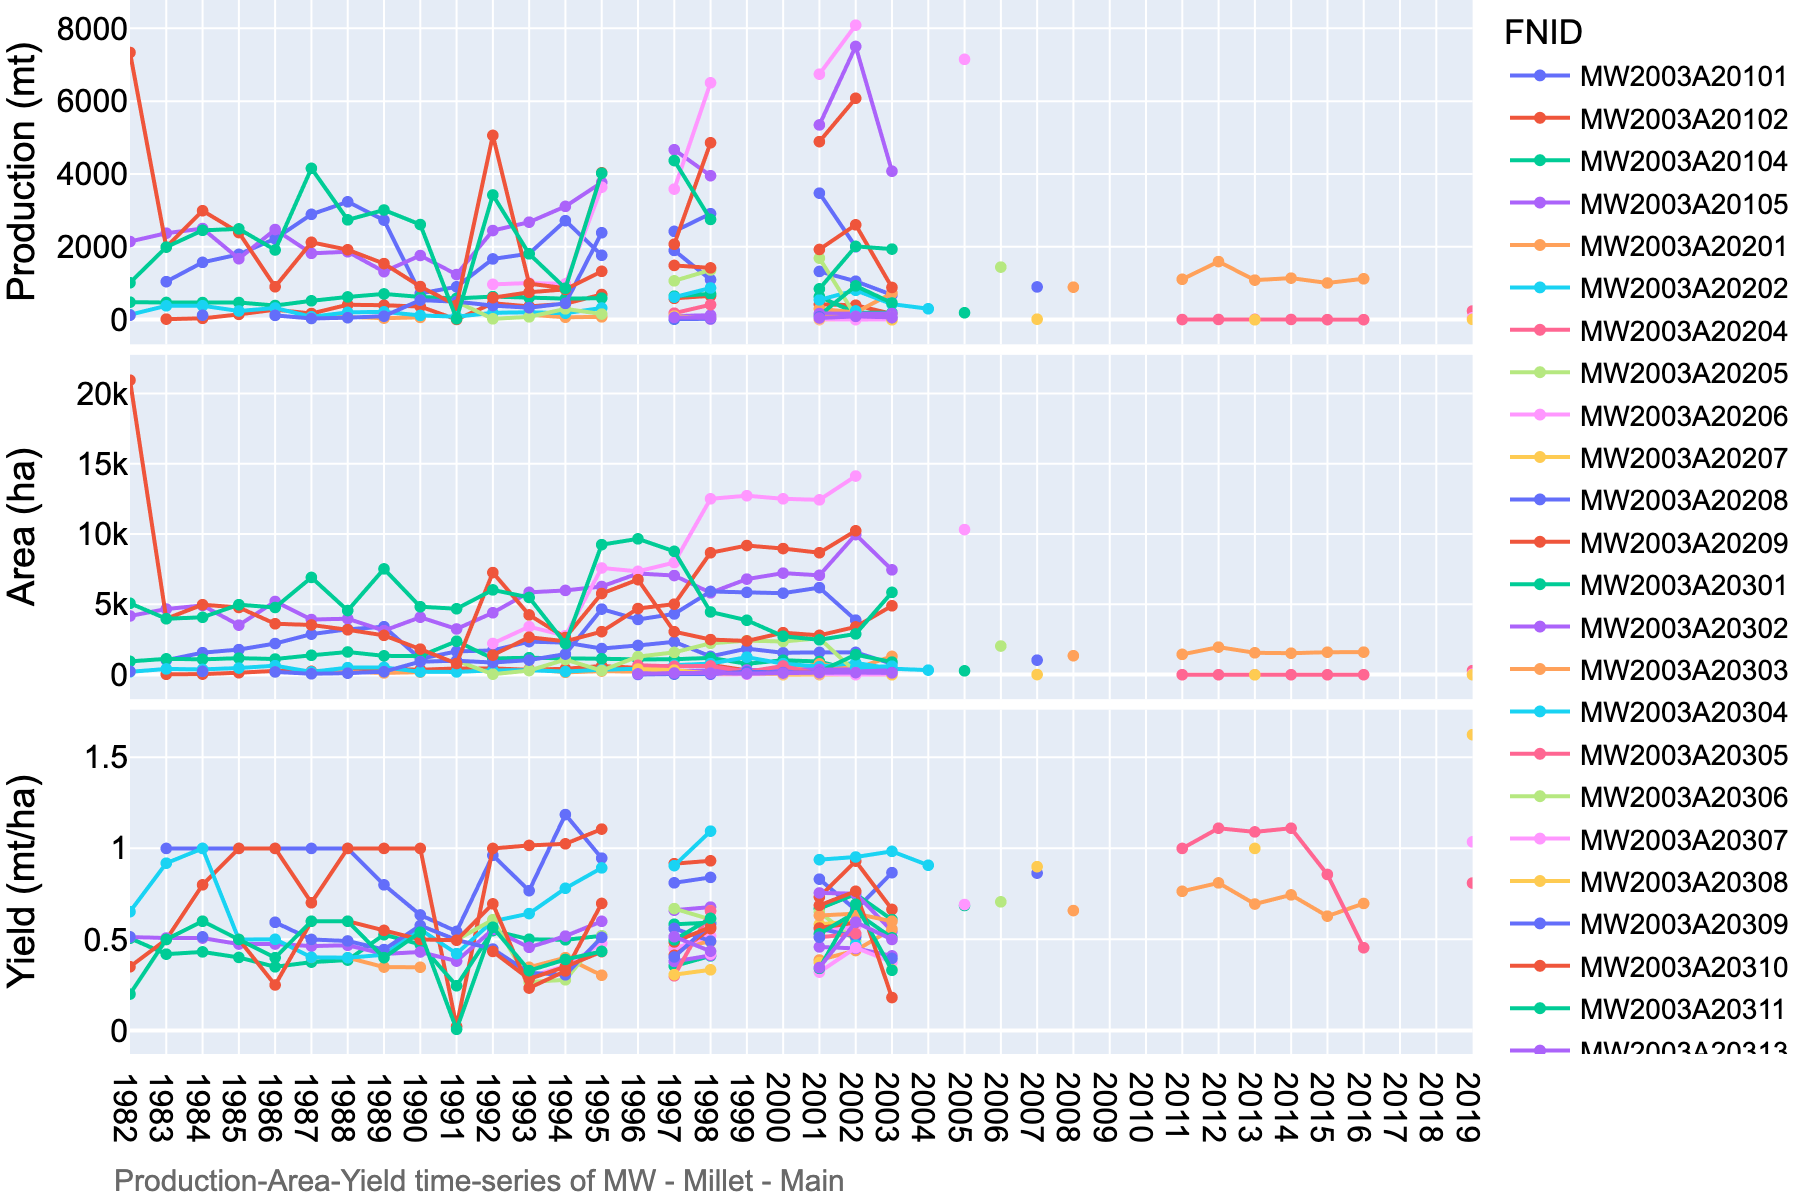 Production (mt)
8000
6000
4000
2000
0
Area (ha)
20k
15k
10k
5k
0
Yield (mt/ha)
1.5
1
0.5
0
1982
1983
1984
1985
1986
1987
1988
1989
1990
1991
1992
1993
1994
1995
1996
1997
1998
1999
2000
2001
2002
2003
2004
2005
2006
2007
2008
2009
2010
2011
2012
2013
2014
2015
2016
2017
2018
2019
Production-Area-Yield time-series of MW - Millet - Main
FNID
MW2003A20101
MW2003A20102
MW2003A20104
MW2003A20105
MW2003A20201
MW2003A20202
MW2003A20204
MW2003A20205
MW2003A20206
MW2003A20207
MW2003A20208
MW2003A20209
MW2003A20301
MW2003A20302
MW2003A20303
MW2003A20304
MW2003A20305
MW2003A20306
MW2003A20307
MW2003A20308
MW2003A20309
MW2003A20310
MW2003A20311
MW2003A20313